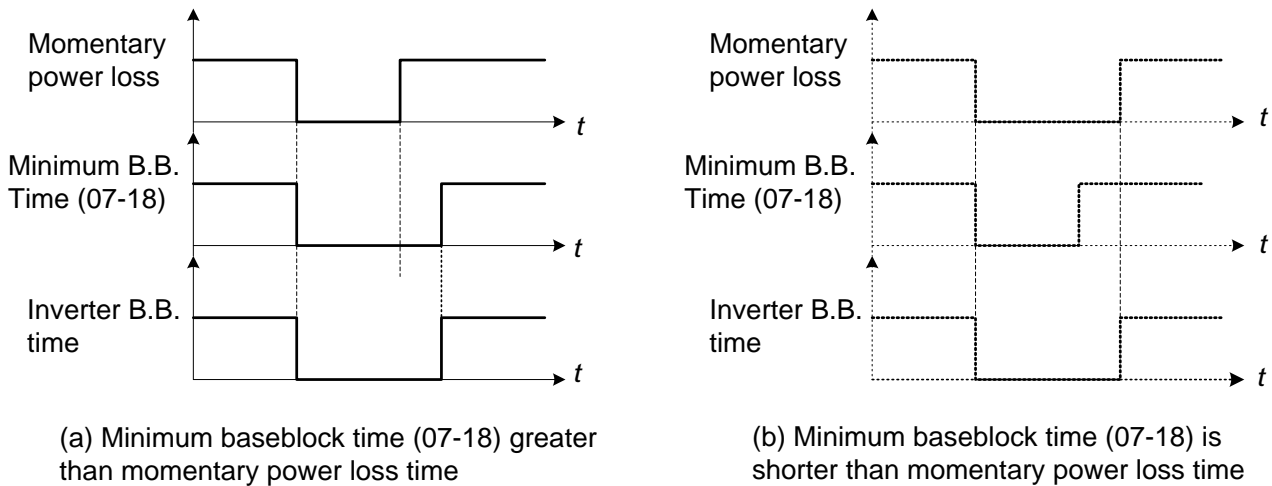 Momentary
power loss
t
Minimum B.B.
Time (07-18)
t
Inverter B.B.
time
t
(a) Minimum baseblock time (07-18) greater
than momentary power loss time
Momentary
power loss
t
Minimum B.B.
Time (07-18)
t
Inverter B.B.
time
t
(b) Minimum baseblock time (07-18) is
shorter than momentary power loss time